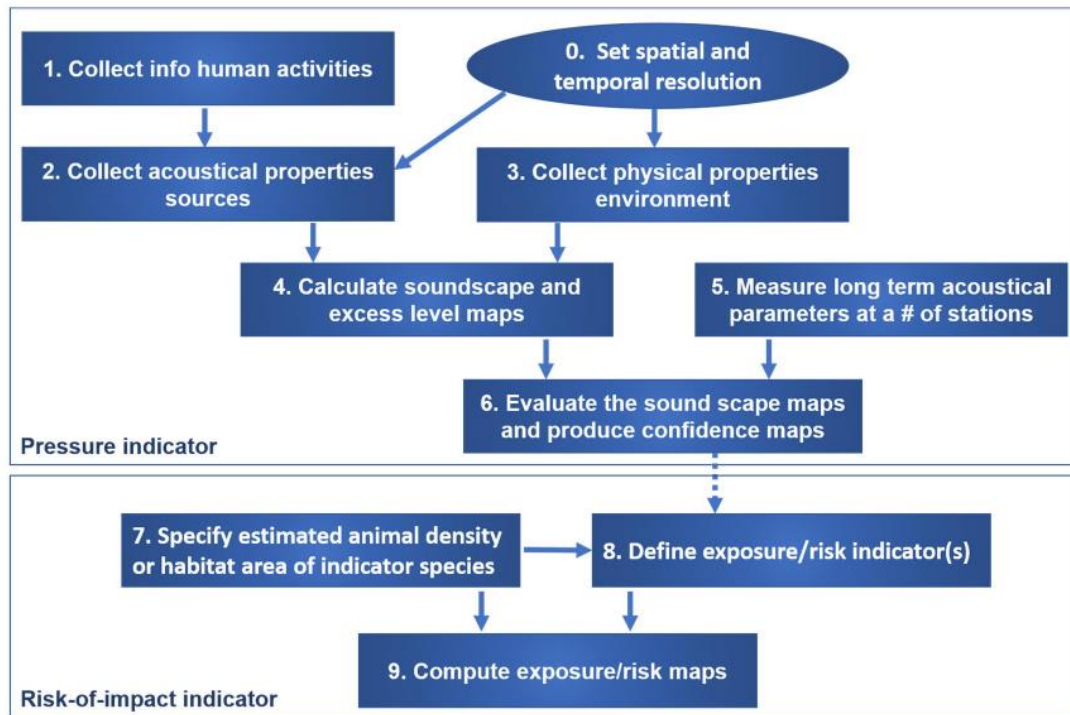 0. Set spatial and
temporal resolution
1. Collect info human activities
2. Collect acoustical properties
sources
3. Collect physical properties
environment
4. Calculate soundscape and
excess level maps
5. Measure long term acoustical
parameters at a # of stations
6. Evaluate the sound scape maps
and produce confidence maps
Pressure indicator
7. Specify estimated animal density
or habitat area of indicator species
8. Define exposure/risk indicator(s)
9. Compute exposure/risk maps
Risk-of-impact indicator